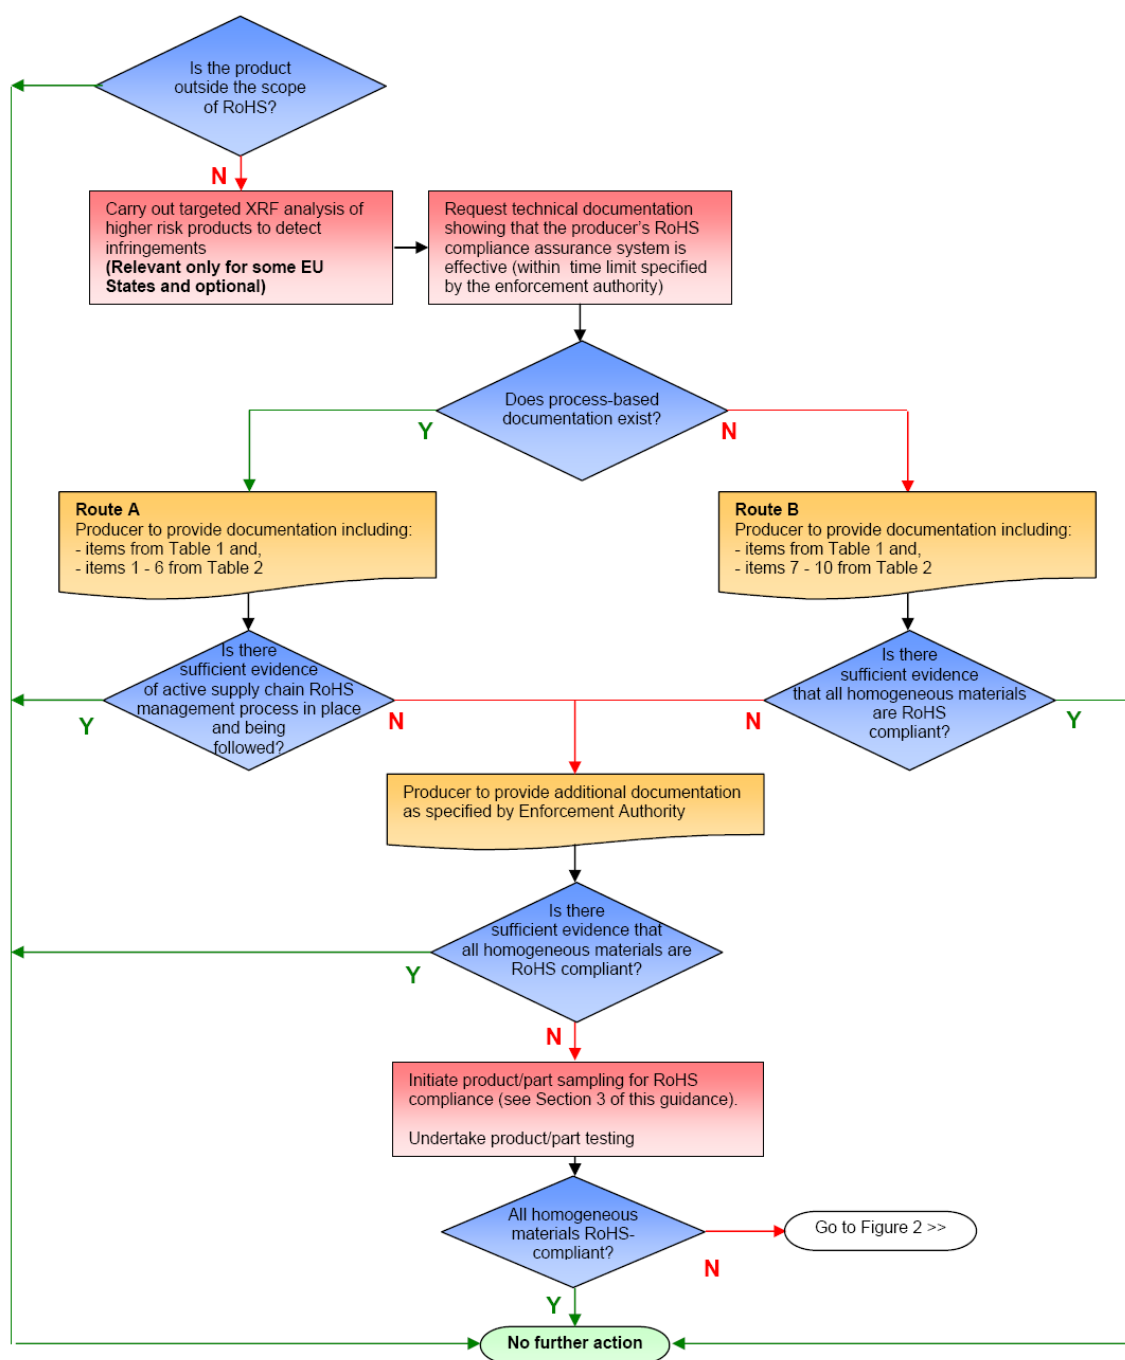 Is the product
outside the scope
of RoHS?
N
Carry out targeted XRF analysis of
higher risk products to detect
infringements
(Relevant only for some EU
States and optional)
Request technical documentation
showing that the producer's RoHS
compliance assurance system is
effective (within time limit specified
by the enforcement authority)
Does process-based
documentation exist?
Y
N
Route A
Producer to provide documentation including:
- items from Table 1 and,
- items 1 - 6 from Table 2
Route B
Producer to provide documentation including:
- items from Table 1 and,
- items 7 - 10 from Table 2
Is there
sufficient evidence
of active supply chain RoHS
management process in place
and being
followed?
Y
N
Is there
sufficient evidence
that all homogeneous materials
are RoHS
compliant?
N
Y
Producer to provide additional documentation
as specified by Enforcement Authority
Is there
sufficient evidence that
all homogeneous materials are
RoHS compliant?
Y
N
Initiate product/part sampling for RoHS
compliance (see Section 3 of this guidance).
Undertake product/part testing
All homogeneous
materials RoHS-
compliant?
N
Go to Figure 2 >>
Y
No further action